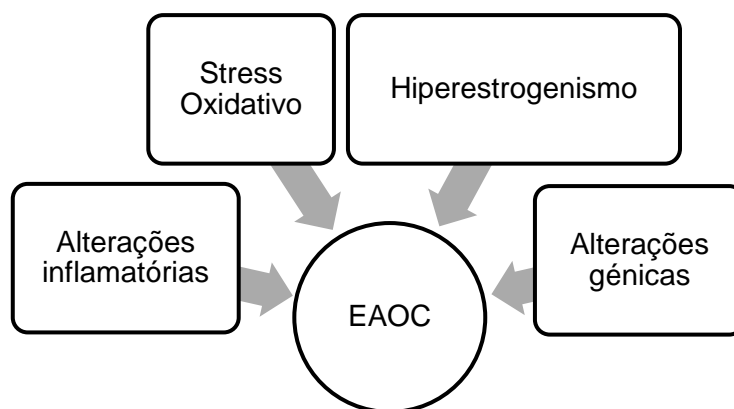 Stress
Oxidativo
Hiperestrogenismo
Alterações
inflamatórias
Alterações
génicas
EAOC